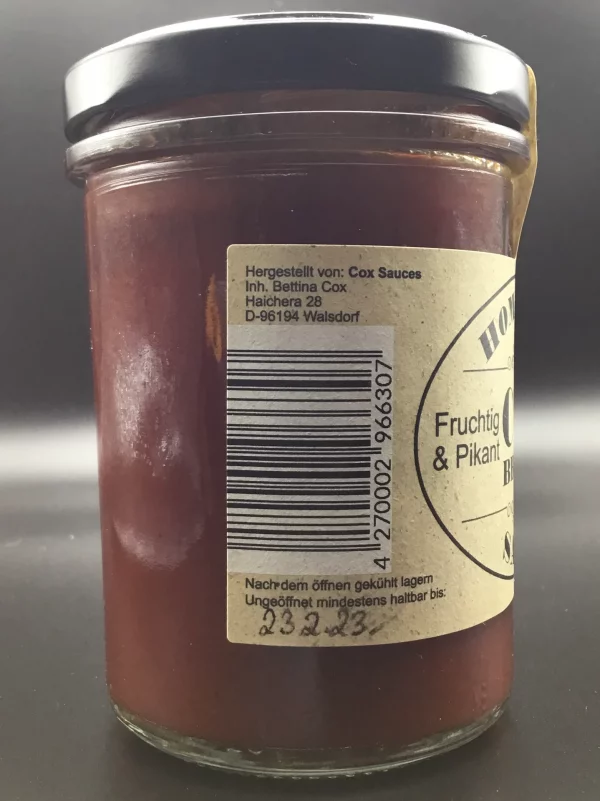 Hergestellt von: Cox Sauces
Inh. Bettina Cox
Haichera 28
D-96194 Walsdorf
4 270002 966307
Fruchtig
& Pikant
Nach dem öffnen gekühlt lagern
Ungeöffnet mindestens haltbar bis:
23.2.23